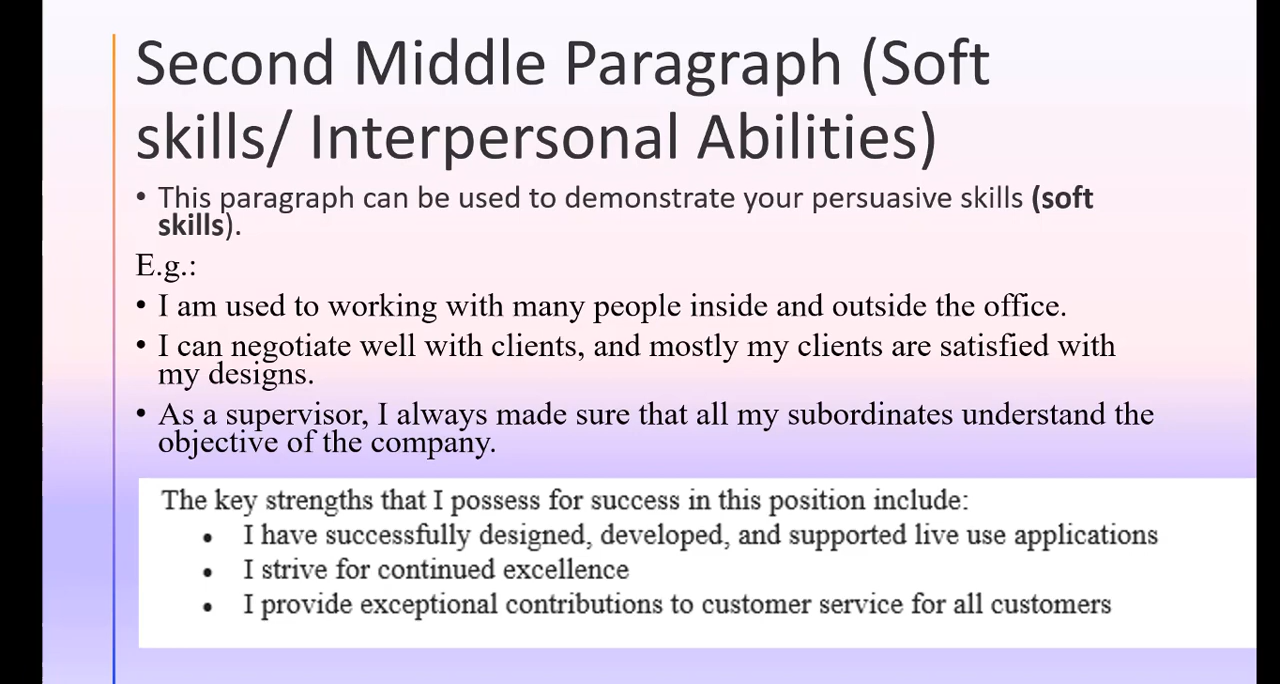 Second Middle Paragraph (Soft
skills/ Interpersonal Abilities)
• This paragraph can be used to demonstrate your persuasive skills (soft
skills).
E.g.:
• I am used to working with many people inside and outside the office.
• I can negotiate well with clients, and mostly my clients are satisfied with
my designs.
• As a supervisor, I always made sure that all my subordinates understand the
objective of the company.
The key strengths that I possess for success in this position include:
• I have successfully designed, developed, and supported live use applications
• I strive for continued excellence
• I provide exceptional contributions to customer service for all customers